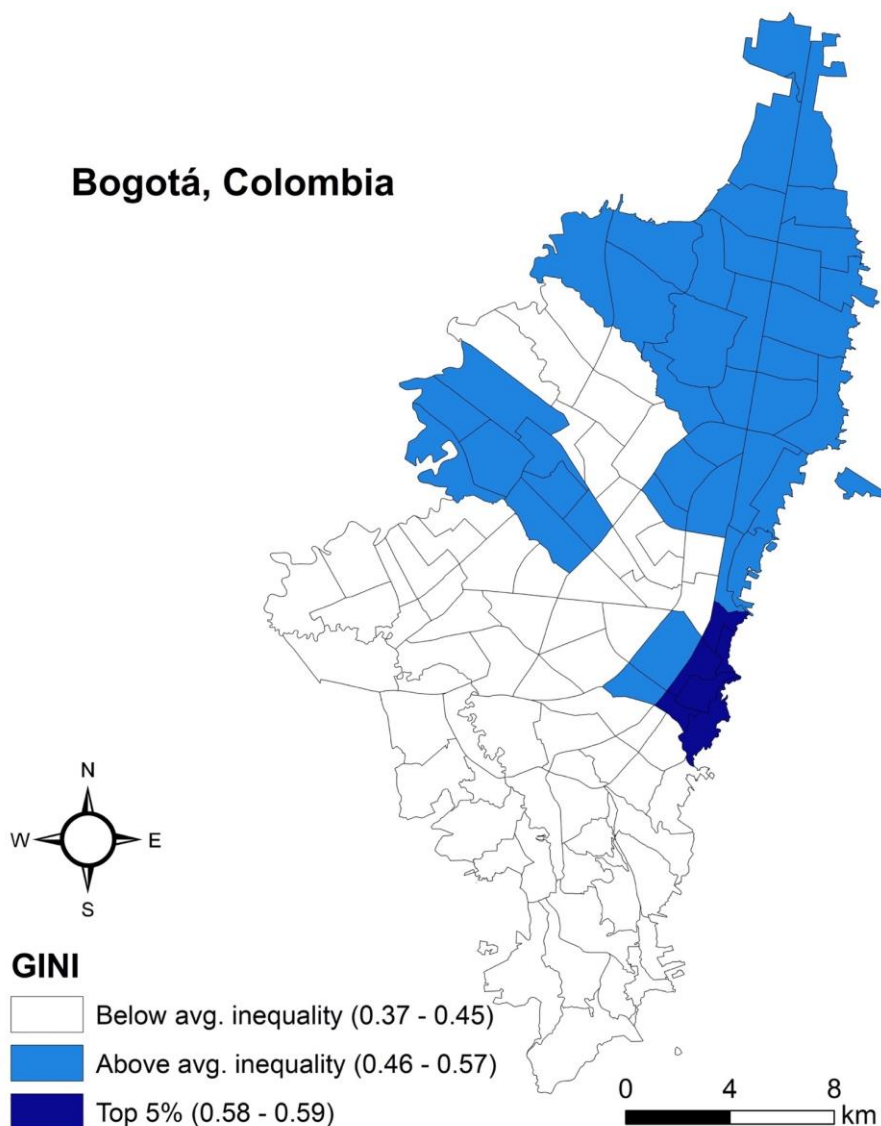 Bogotá, Colombia
N
W E
S
GINI
Below avg. inequality (0.37 - 0.45)
Above avg. inequality (0.46 - 0.57)
Top 5% (0.58 - 0.59)
0 4 8
km